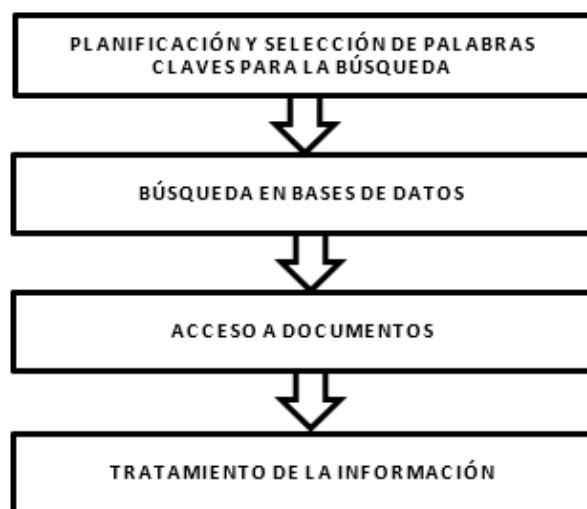 PLANIFICACIÓN Y SELECCIÓN DE PALABRAS
CLAVES PARA LA BÚSQUEDA
BÚSQUEDA EN BASES DE DATOS
ACCESO A DOCUMENTOS
TRATAMIENTO DE LA INFORMACIÓN